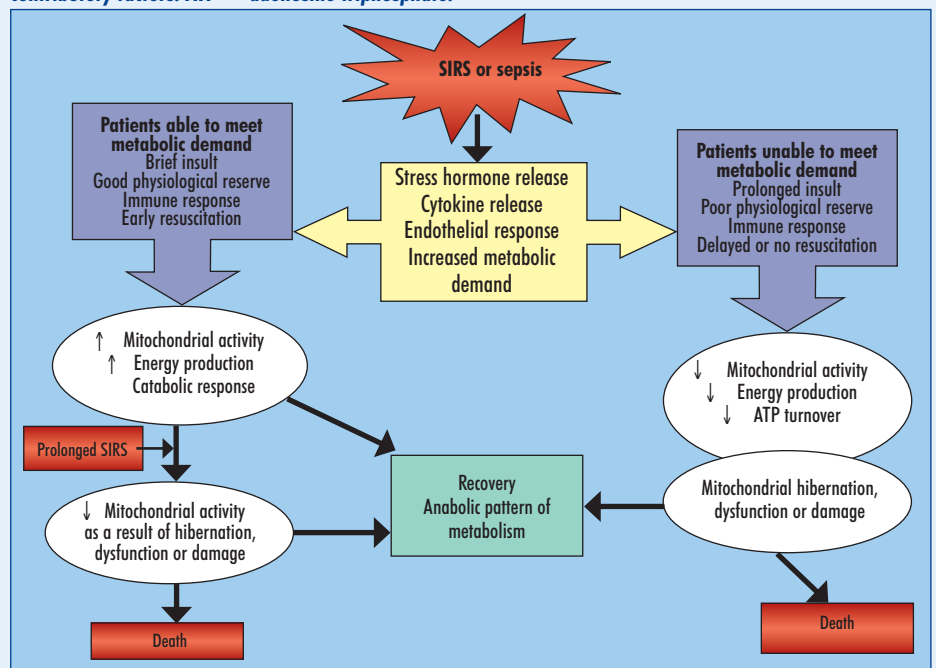 SIRS or sepsis
Patients able to meet
metabolic demand
Brief insult
Good physiological reserve
Immune response
Early resuscitation
Stress hormone release
Cytokine release
Endothelial response
Increased metabolic
demand
Patients unable to meet
metabolic demand
Prolonged insult
Poor physiological reserve
Immune response
Delayed or no resuscitation
↑ Mitochondrial activity
↑ Energy production
Catabolic response
↓ Mitochondrial activity
↓ Energy production
↓ ATP turnover
Prolonged SIRS
Recovery
Anabolic pattern of
metabolism
Mitochondrial hibernation,
dysfunction or damage
↓ Mitochondrial activity
as a result of hibernation,
dysfunction or damage
Death
Death